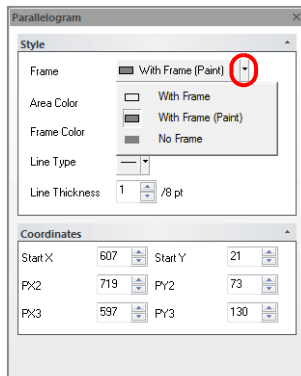 Parallelogram
Style
Frame With Frame (Paint)
With Frame
Area Color
With Frame (Paint)
Frame Color
No Frame
Line Type
Line Thickness 1 /8 pt
Coordinates
Start X 607 Start Y 21
PX2 719 PY2 73
PX3 597 PY3 130